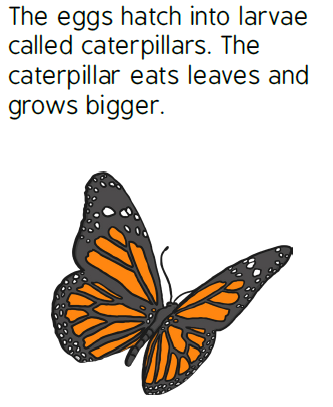 The eggs hatch into larvae
called caterpillars. The
caterpillar eats leaves and
grows bigger.